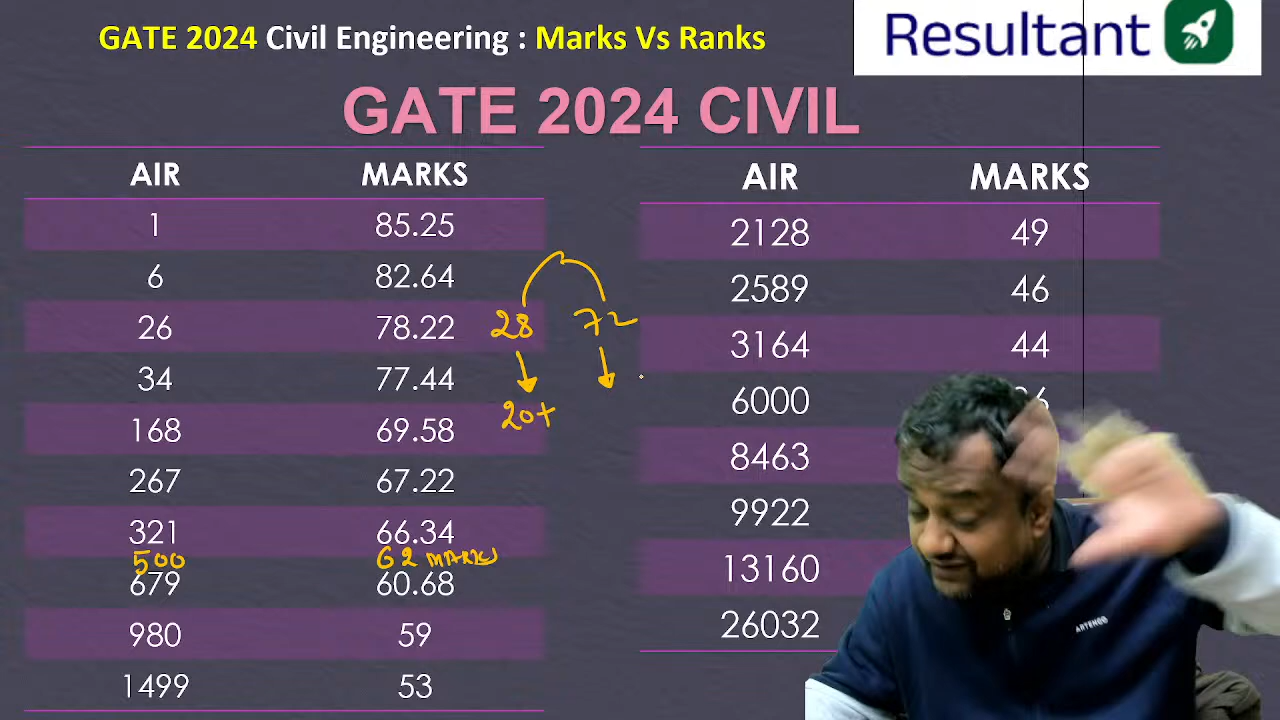 GATE 2024 Civil Engineering : Marks Vs Ranks
Resultant
GATE 2024 CIVIL
AIR MARKS
1 85.25
6 82.64
26 78.22
34 77.44
168 69.58
267 67.22
321 66.34
500 62 MARKS
679 60.68
980 59
1499 53
28 72
20+
AIR MARKS
2128 49
2589 46
3164 44
6000
8463
9922
13160
26032
ARTENGO